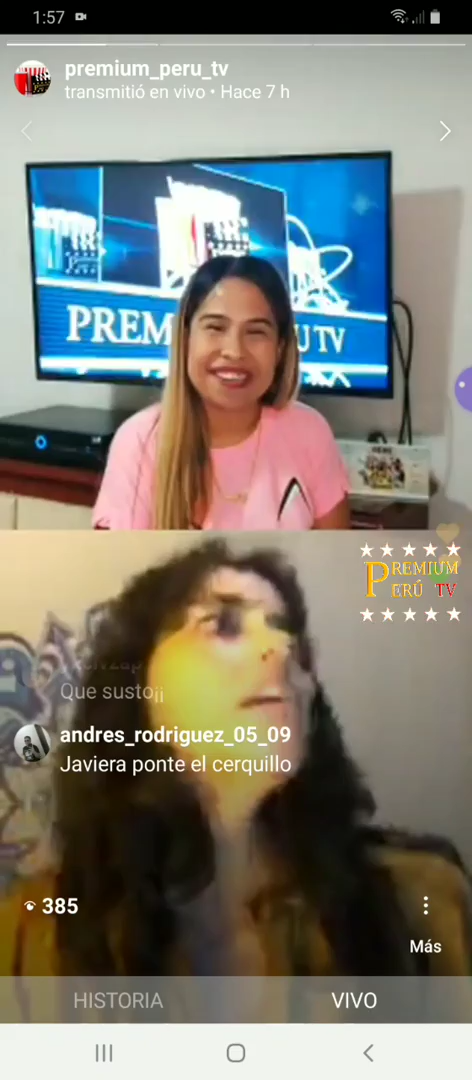 1:57
premium_peru_tv
transmitió en vivo • Hace 7 h
PREM
U TV
PREMIUM
PERÚ TV
Que susto¡¡
andres_rodriguez_05_09
Javiera ponte el cerquillo
385
Más
HISTORIA
VIVO